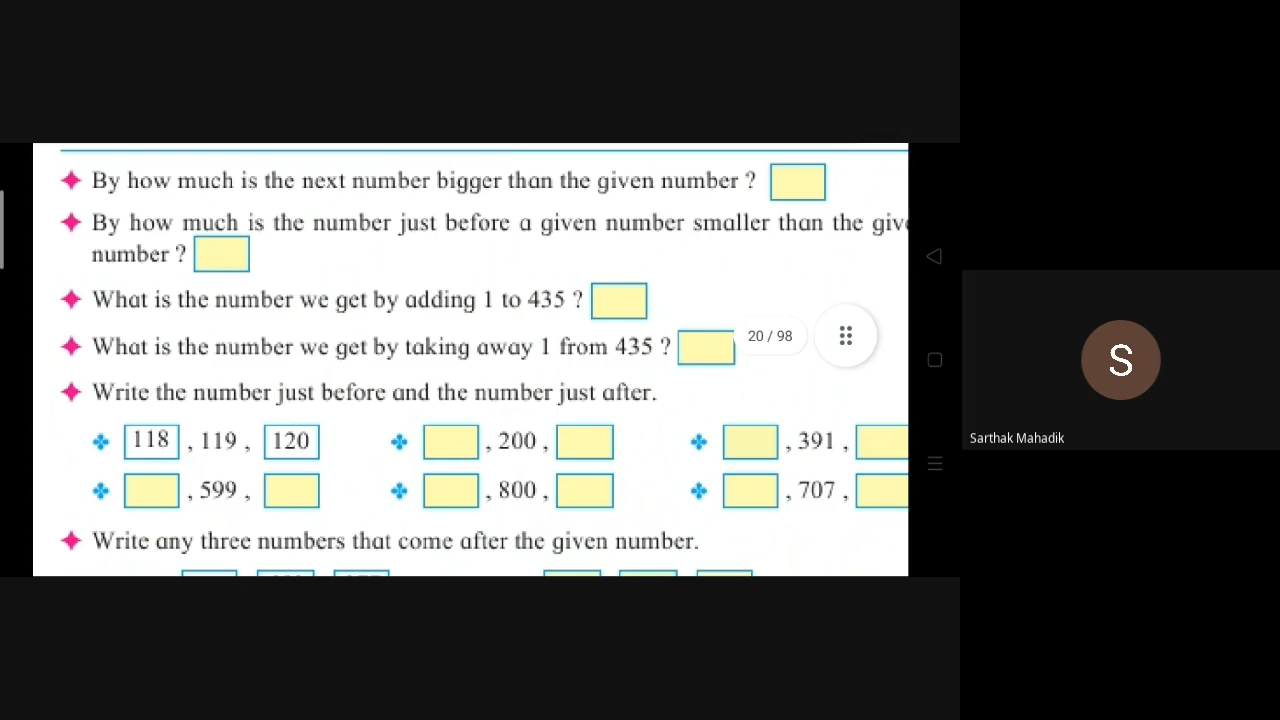 By how much is the next number bigger than the given number ?
By how much is the number just before a given number smaller than the give
number ?
What is the number we get by adding 1 to 435 ?
What is the number we get by taking away 1 from 435 ?
20 / 98
Write the number just before and the number just after.
118 , 119 , 120 , 200 , , 391 ,
, 599 , , 800 , , 707 ,
Write any three numbers that come after the given number.
S
Sarthak Mahadik